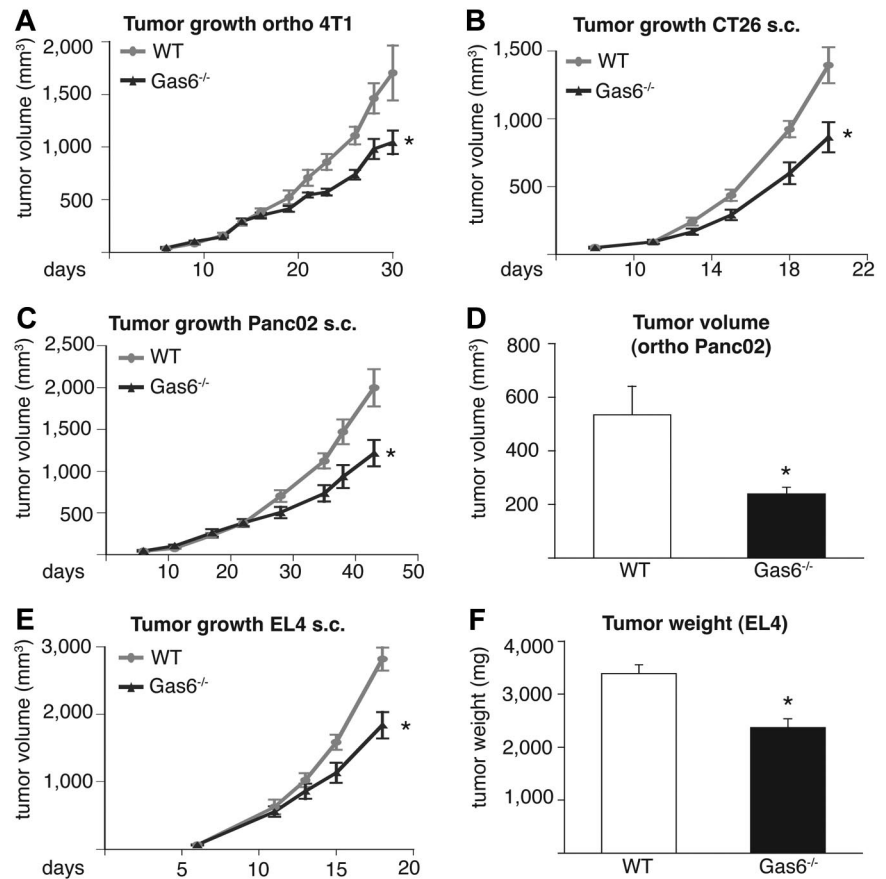 A
Tumor growth ortho 4T1
tumor volume (mm³)
2,000
1,500
1,000
500
WT
Gas6⁻/⁻
*
days
10
20
30
B
Tumor growth CT26 s.c.
tumor volume (mm³)
1,500
1,000
500
WT
Gas6⁻/⁻
*
days
10
14
18
22
C
Tumor growth Panc02 s.c.
tumor volume (mm³)
2,500
2,000
1,500
1,000
500
WT
Gas6⁻/⁻
*
days
10
20
30
40
50
D
Tumor volume
(ortho Panc02)
tumor volume (mm³)
800
600
400
200
*
WT
Gas6⁻/⁻
E
Tumor growth EL4 s.c.
tumor volume (mm³)
3,000
2,000
1,000
WT
Gas6⁻/⁻
*
days
5
10
15
20
F
Tumor weight (EL4)
tumor weight (mg)
4,000
3,000
2,000
1,000
*
WT
Gas6⁻/⁻